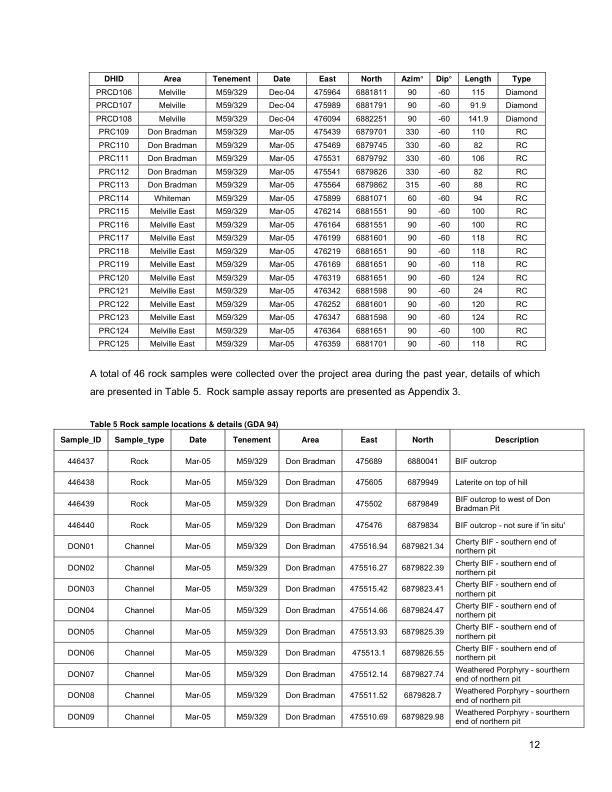 DHID Area Tenement Date East North Azim° Dip° Length Type
PRCD106 Melville M59/329 Dec-04 475964 6881811 90 -60 115 Diamond
PRCD107 Melville M59/329 Dec-04 475989 6881791 90 -60 91.9 Diamond
PRCD108 Melville M59/329 Dec-04 476094 6882251 90 -60 141.9 Diamond
PRC109 Don Bradman M59/329 Mar-05 475439 6879701 330 -60 110 RC
PRC110 Don Bradman M59/329 Mar-05 475469 6879745 330 -60 82 RC
PRC111 Don Bradman M59/329 Mar-05 475531 6879792 330 -60 106 RC
PRC112 Don Bradman M59/329 Mar-05 475541 6879826 330 -60 82 RC
PRC113 Don Bradman M59/329 Mar-05 475564 6879862 315 -60 88 RC
PRC114 Whiteman M59/329 Mar-05 475899 6881071 60 -60 94 RC
PRC115 Melville East M59/329 Mar-05 476214 6881551 90 -60 100 RC
PRC116 Melville East M59/329 Mar-05 476164 6881551 90 -60 100 RC
PRC117 Melville East M59/329 Mar-05 476199 6881601 90 -60 118 RC
PRC118 Melville East M59/329 Mar-05 476219 6881651 90 -60 118 RC
PRC119 Melville East M59/329 Mar-05 476169 6881651 90 -60 118 RC
PRC120 Melville East M59/329 Mar-05 476319 6881651 90 -60 124 RC
PRC121 Melville East M59/329 Mar-05 476342 6881598 90 -60 24 RC
PRC122 Melville East M59/329 Mar-05 476252 6881601 90 -60 120 RC
PRC123 Melville East M59/329 Mar-05 476347 6881598 90 -60 124 RC
PRC124 Melville East M59/329 Mar-05 476364 6881651 90 -60 100 RC
PRC125 Melville East M59/329 Mar-05 476359 6881701 90 -60 118 RC
A total of 46 rock samples were collected over the project area during the past year, details of which
are presented in Table 5. Rock sample assay reports are presented as Appendix 3.
Table 5 Rock sample locations & details (GDA 94)
Sample_ID Sample_type Date Tenement Area East North Description
446437 Rock Mar-05 M59/329 Don Bradman 475689 6880041 BIF outcrop
446438 Rock Mar-05 M59/329 Don Bradman 475605 6879949 Laterite on top of hill
446439 Rock Mar-05 M59/329 Don Bradman 475502 6879849 BIF outcrop to west of Don
Bradman Pit
446440 Rock Mar-05 M59/329 Don Bradman 475476 6879834 BIF outcrop - not sure if 'in situ'
DON01 Channel Mar-05 M59/329 Don Bradman 475516.94 6879821.34 Cherty BIF - southern end of
northern pit
DON02 Channel Mar-05 M59/329 Don Bradman 475516.27 6879822.39 Cherty BIF - southern end of
northern pit
DON03 Channel Mar-05 M59/329 Don Bradman 475515.42 6879823.41 Cherty BIF - southern end of
northern pit
DON04 Channel Mar-05 M59/329 Don Bradman 475514.66 6879824.47 Cherty BIF - southern end of
northern pit
DON05 Channel Mar-05 M59/329 Don Bradman 475513.93 6879825.39 Cherty BIF - southern end of
northern pit
DON06 Channel Mar-05 M59/329 Don Bradman 475513.1 6879826.55 Cherty BIF - southern end of
northern pit
DON07 Channel Mar-05 M59/329 Don Bradman 475512.14 6879827.74 Weathered Porphyry - sourthern
end of northern pit
DON08 Channel Mar-05 M59/329 Don Bradman 475511.52 6879828.7 Weathered Porphyry - sourthern
end of northern pit
DON09 Channel Mar-05 M59/329 Don Bradman 475510.69 6879829.98 Weathered Porphyry - sourthern
end of northern pit
12